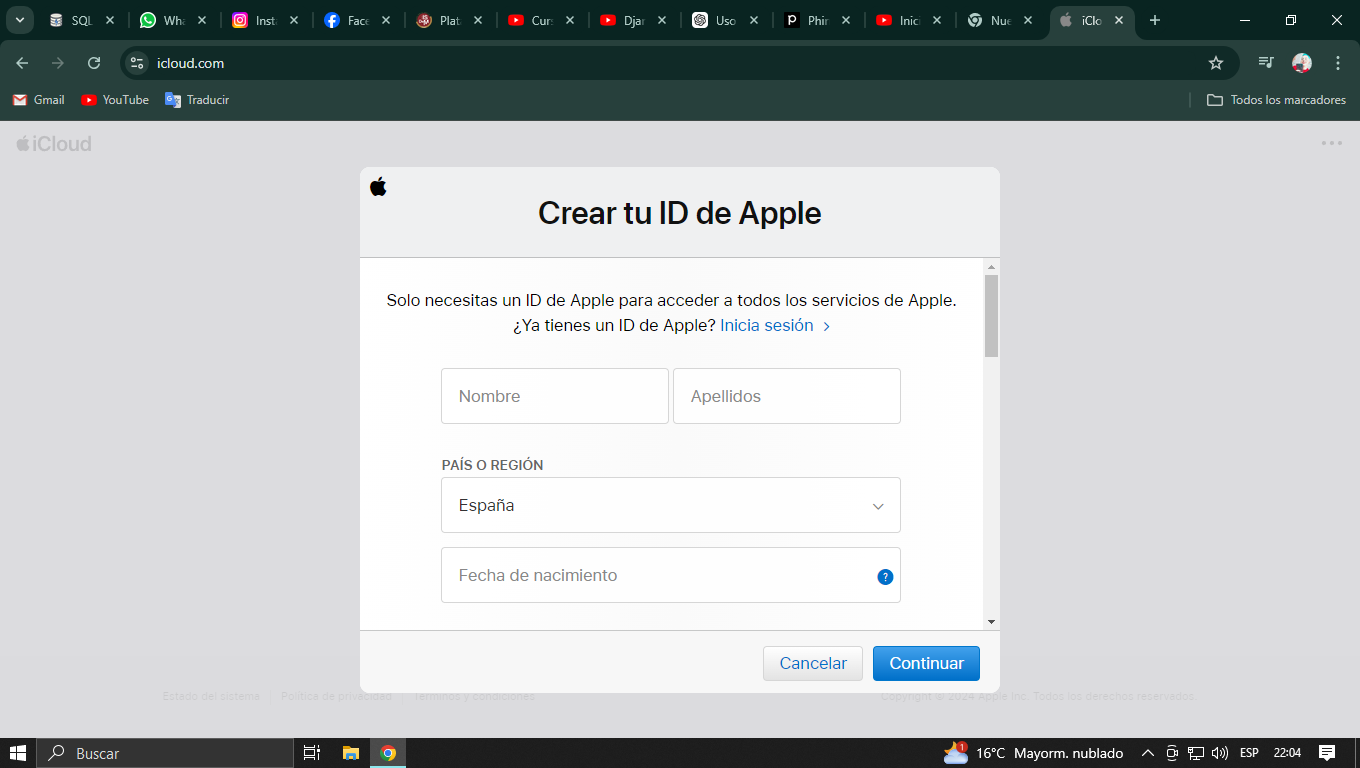 SQL
Wha
Insta
Face
Plat
Curs
Djar
Uso
Phir
Inici
Nue
iClo
icloud.com
Gmail
YouTube
Traducir
Todos los marcadores
iCloud
Crear tu ID de Apple
Solo necesitas un ID de Apple para acceder a todos los servicios de Apple.
¿Ya tienes un ID de Apple? Inicia sesión >
Nombre
Apellidos
PAÍS O REGIÓN
España
Fecha de nacimiento
?
Cancelar
Continuar
Estado del sistema
Política de privacidad
Términos y condiciones
Copyright © 2024 Apple Inc. Todos los derechos reservados.
Buscar
1
16°C Mayorm. nublado
ESP
22:04